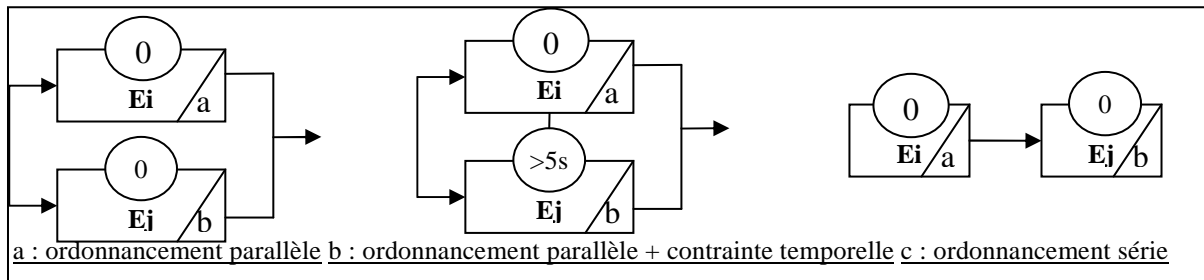 0
Ei
a
0
Ej
b
0
Ei
a
>5s
Ej
b
0
Ei
a
0
Ej
b
a : ordonnancement parallèle b : ordonnancement parallèle + contrainte temporelle c : ordonnancement série